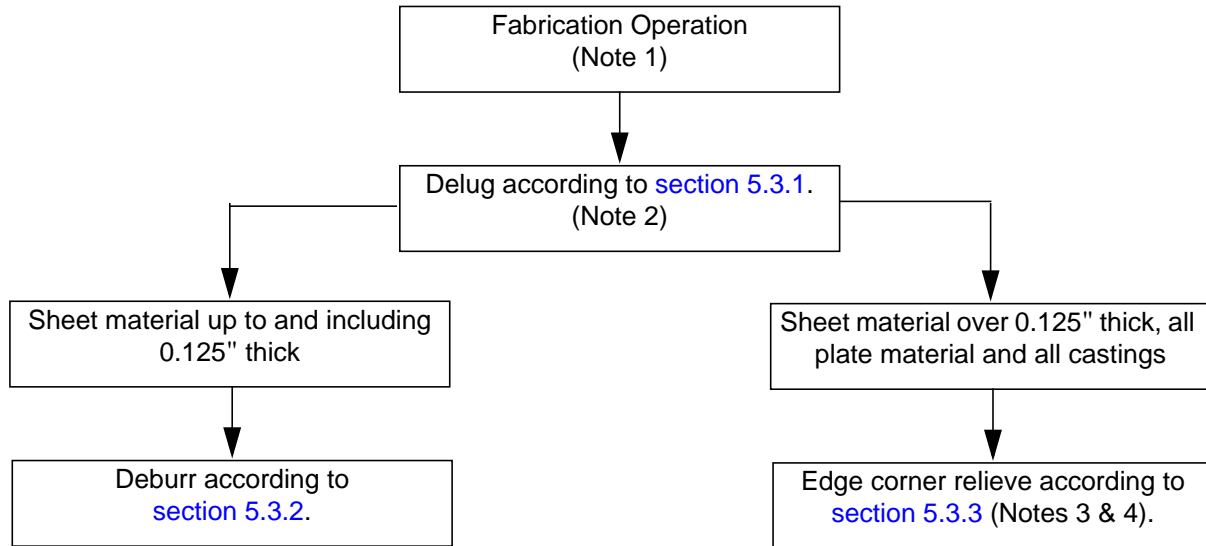 Fabrication Operation
(Note 1)
Delug according to section 5.3.1.
(Note 2)
Sheet material up to and including
0.125" thick
Sheet material over 0.125" thick, all
plate material and all castings
Deburr according to
section 5.3.2.
Edge corner relieve according to
section 5.3.3 (Notes 3 & 4).